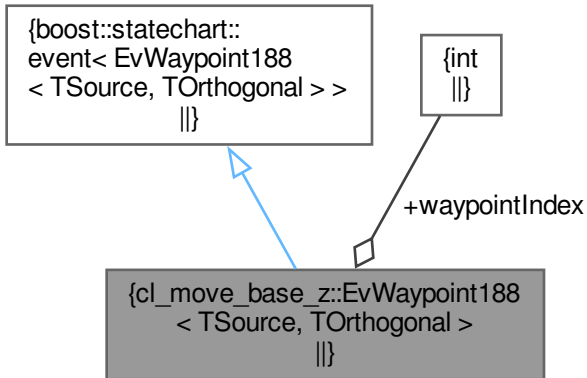 {boost::statechart::
event< EvWaypoint188
< TSource, TOrthogonal > >
||}
{int
||}
+waypointIndex
{cl_move_base_z::EvWaypoint188
< TSource, TOrthogonal >
||}